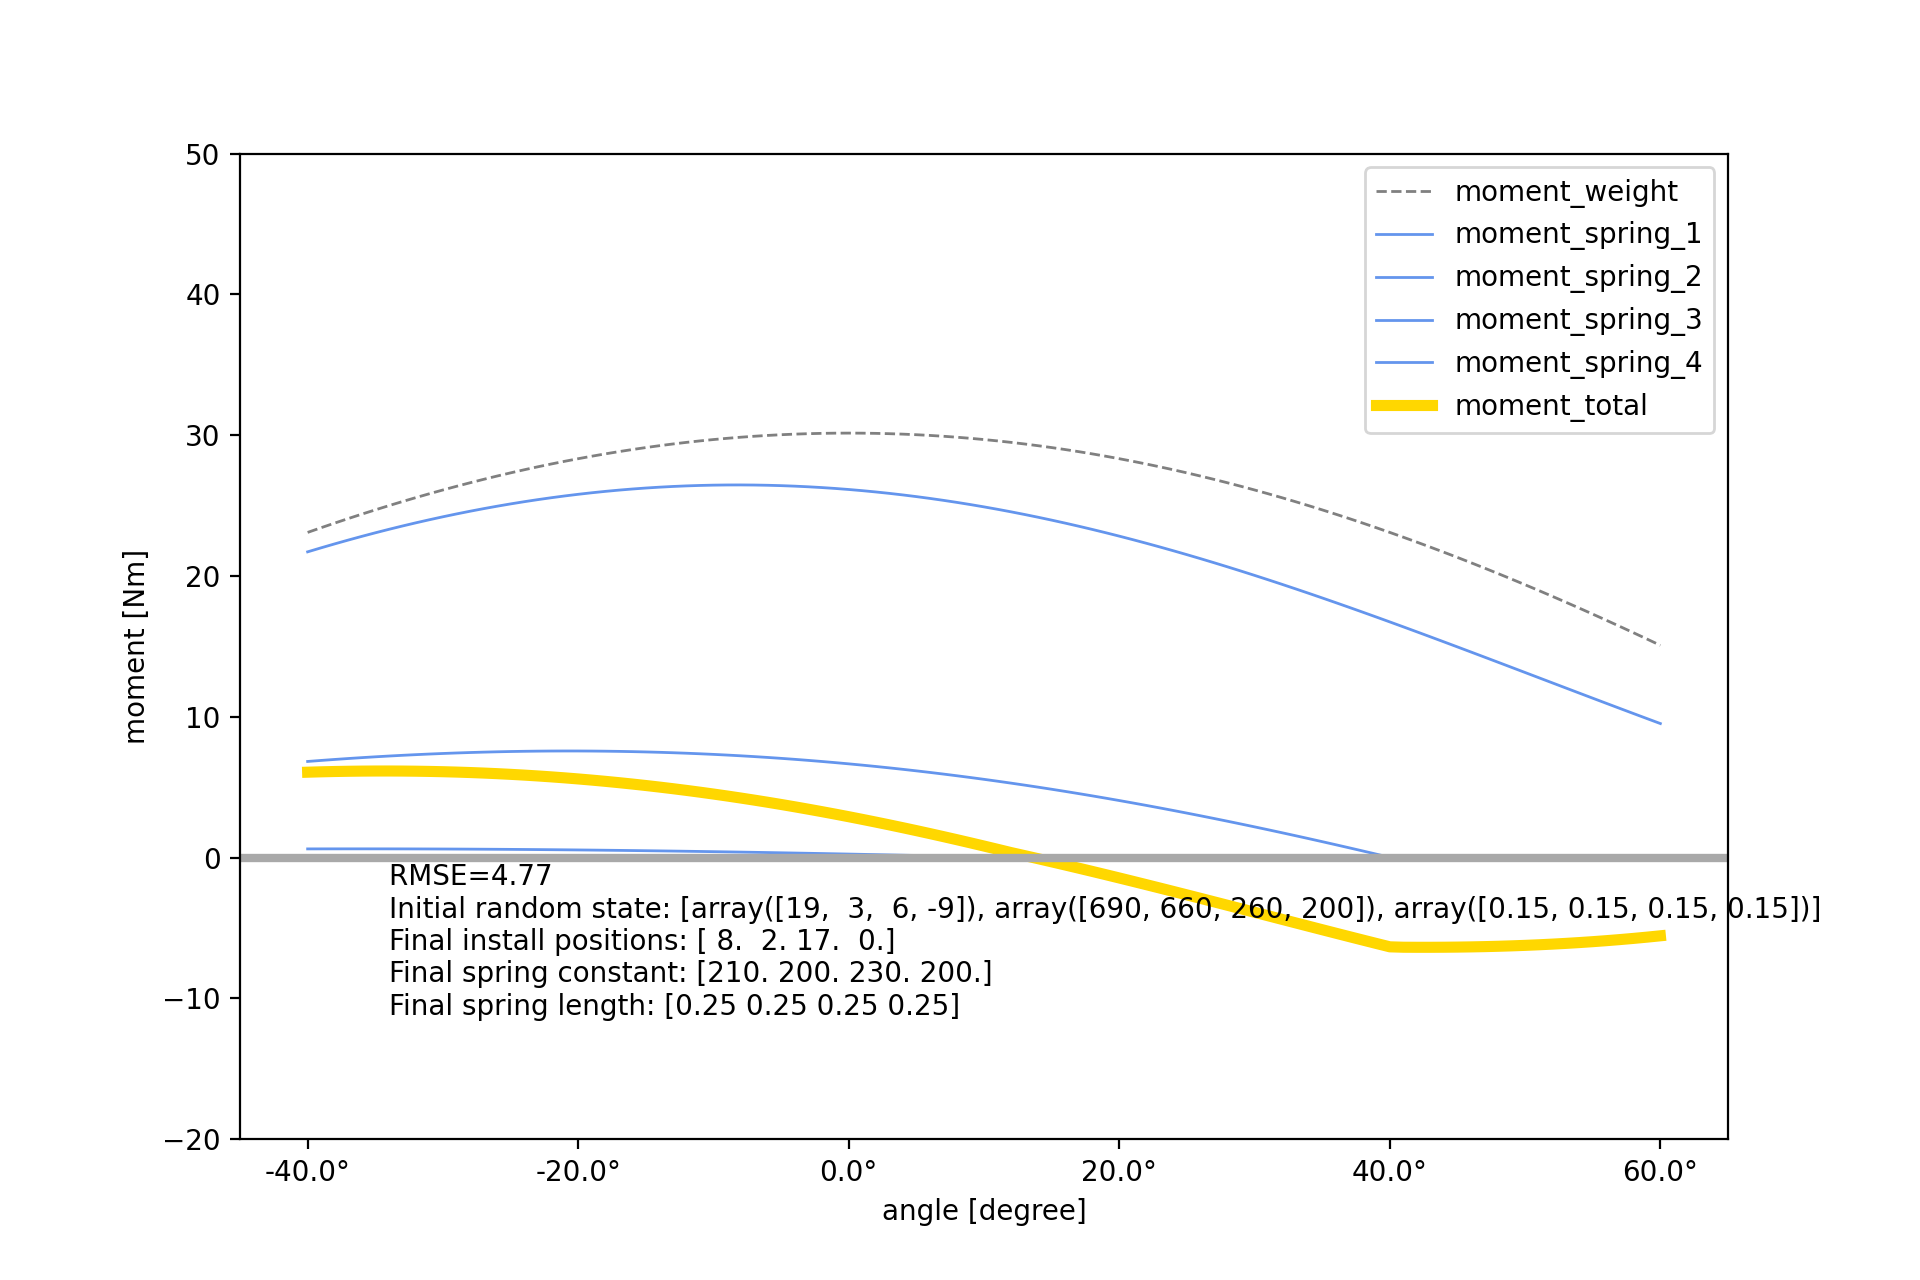 50
40
30
20
10
0
−10
−20
moment [Nm]
moment_weight
moment_spring_1
moment_spring_2
moment_spring_3
moment_spring_4
moment_total
RMSE=4.77
Initial random state: [array([19,  3,  6, -9]), array([690, 660, 260, 200]), array([0.15, 0.15, 0.15, 0.15])]
Final install positions: [ 8.  2. 17.  0.]
Final spring constant: [210. 200. 230. 200.]
Final spring length: [0.25 0.25 0.25 0.25]
-40.0° -20.0° 0.0° 20.0° 40.0° 60.0°
angle [degree]